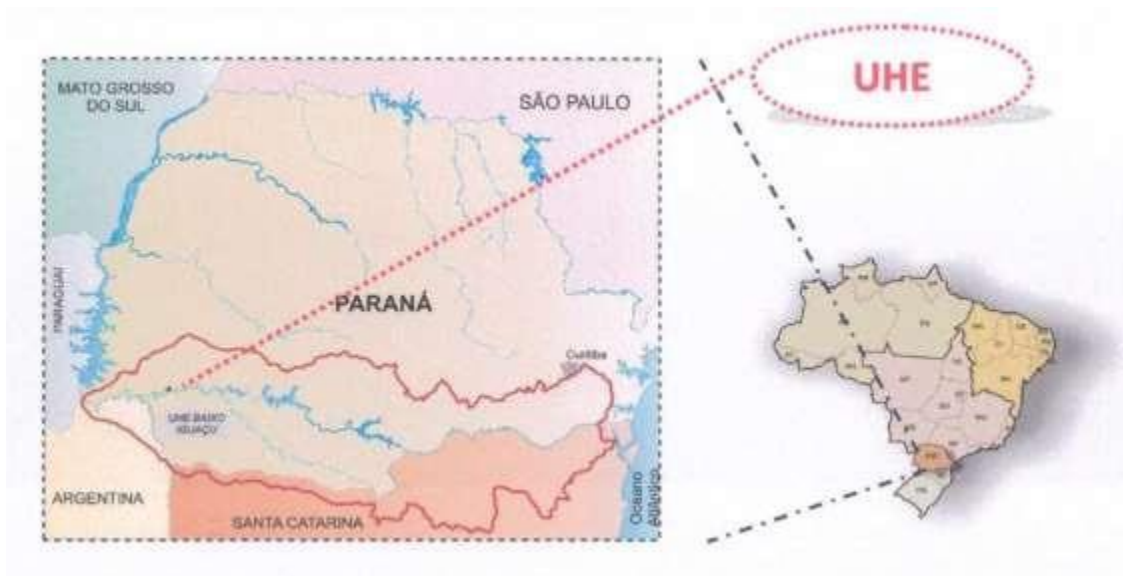 UHE
MATO GROSSO
DO SUL
SÃO PAULO
PARAGUAI
PARANÁ
Curitiba
UHE BAIXO
IGUAÇU
ARGENTINA
SANTA CATARINA
Oceano
Atlântico